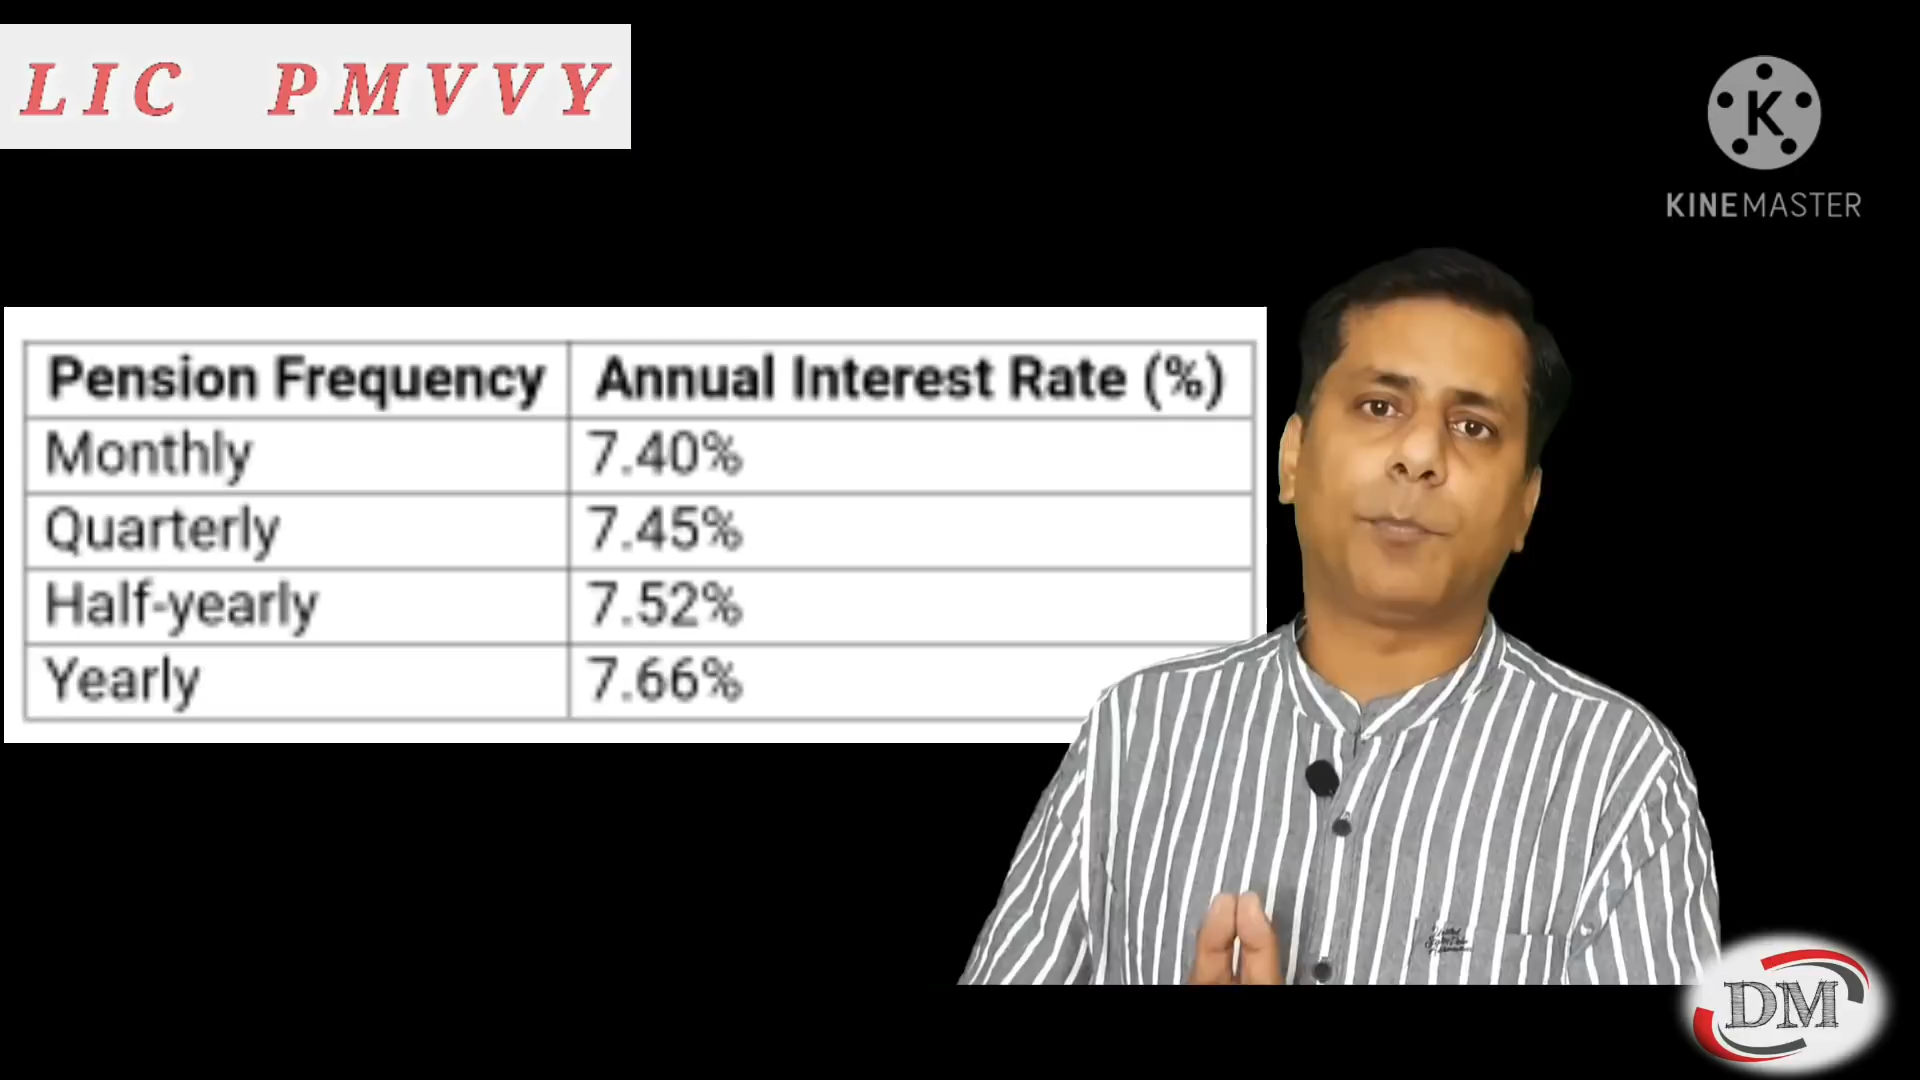 LIC PMVVY
K
KINEMASTER
Pension Frequency Annual Interest Rate (%)
Monthly 7.40%
Quarterly 7.45%
Half-yearly 7.52%
Yearly 7.66%
DM